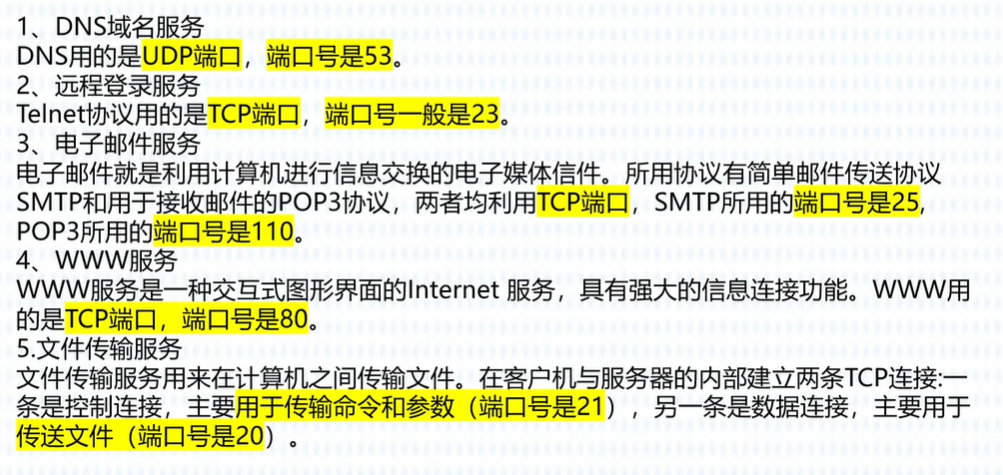 1、DNS域名服务
DNS用的是UDP端口，端口号是53。
2、远程登录服务
Telnet协议用的是TCP端口，端口号一般是23。
3、电子邮件服务
电子邮件就是利用计算机进行信息交换的电子媒体信件。所用协议有简单邮件传送协议
SMTP和用于接收邮件的POP3协议，两者均利用TCP端口，SMTP所用的端口号是25,
POP3所用的端口号是110。
4、WWW服务
WWW服务是一种交互式图形界面的Internet 服务，具有强大的信息连接功能。WWW用
的是TCP端口，端口号是80。
5.文件传输服务
文件传输服务用来在计算机之间传输文件。在客户机与服务器的内部建立两条TCP连接:一
条是控制连接，主要用于传输命令和参数（端口号是21），另一条是数据连接，主要用于
传送文件（端口号是20）。